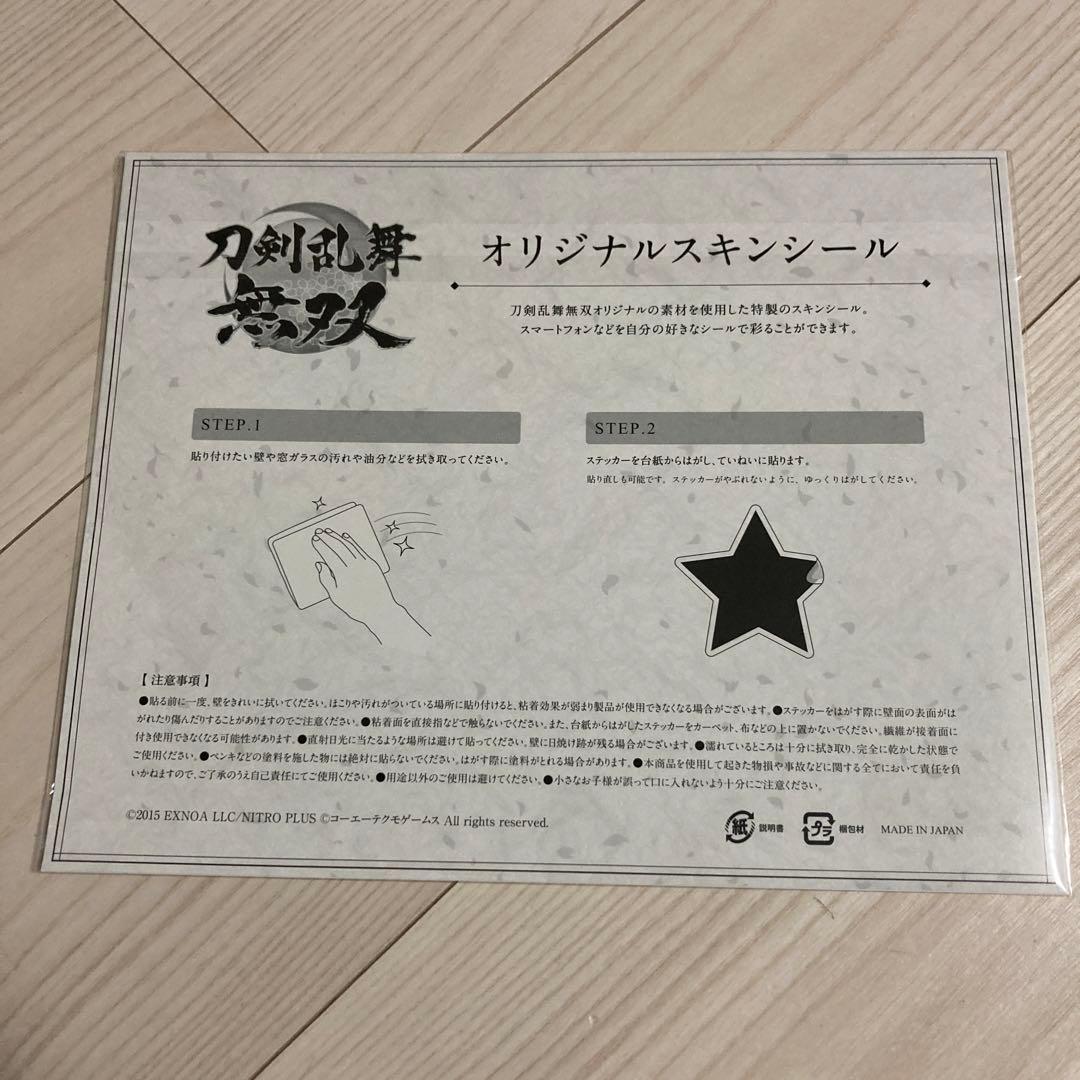 刀剣乱舞
無双
オリジナルスキンシール
刀剣乱舞無双オリジナルの素材を使用した特製のスキンシール。
スマートフォンなどを自分の好きなシールで彩ることができます。
STEP.1
貼り付けたい壁や窓ガラスの汚れや油分などを拭き取ってください。
STEP.2
ステッカーを台紙からはがし、ていねいに貼ります。
貼り直しも可能です。ステッカーがやぶれないように、ゆっくりはがしてください。
【注意事項】
●貼る前に一度、壁をきれいに拭いてください。ほこりや汚れがついている場所に貼り付けると、粘着効果が弱まり製品が使用できなくなる場合がございます。●ステッカーをはがす際に壁面の表面がは
がれたり傷んだりすることがありますのでご注意ください。●粘着面を直接指などで触らないでください。また、台紙からはがしたステッカーをカーペット、布などの上に置かないでください。繊維が接着面に
付き使用できなくなる可能性があります。●直射日光に当たるような場所は避けて貼ってください。壁に日焼け跡が残る場合がございます。●濡れているところは十分に拭き取り、完全に乾かした状態で
ご使用ください。●ペンキなどの塗料を施した物には絶対に貼らないでください。はがす際に塗料がとれる場合があります。●本商品を使用して起きた物損や事故などに関する全てにおいて責任を負
いかねますので、ご了承のうえ自己責任にてご使用ください。●用途以外のご使用は避けてください。●小さなお子様が誤って口に入れないよう十分にご注意ください。
©2015 EXNOA LLC/NITRO PLUS ©コーエーテクモゲームス All rights reserved.
紙 説明書 プラ 梱包材 MADE IN JAPAN